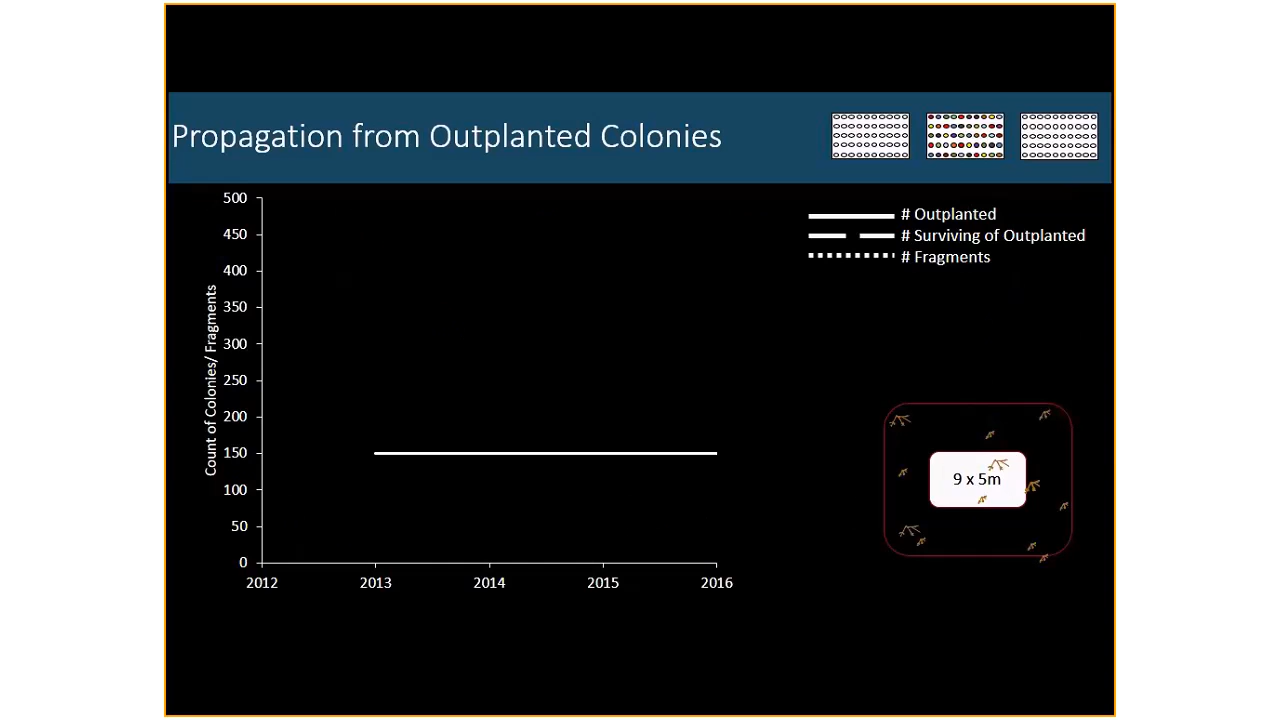 Propagation from Outplanted Colonies
# Outplanted
# Surviving of Outplanted
# Fragments
Count of Colonies/ Fragments
500
450
400
350
300
250
200
150
100
50
0
2012 2013 2014 2015 2016
9 x 5m